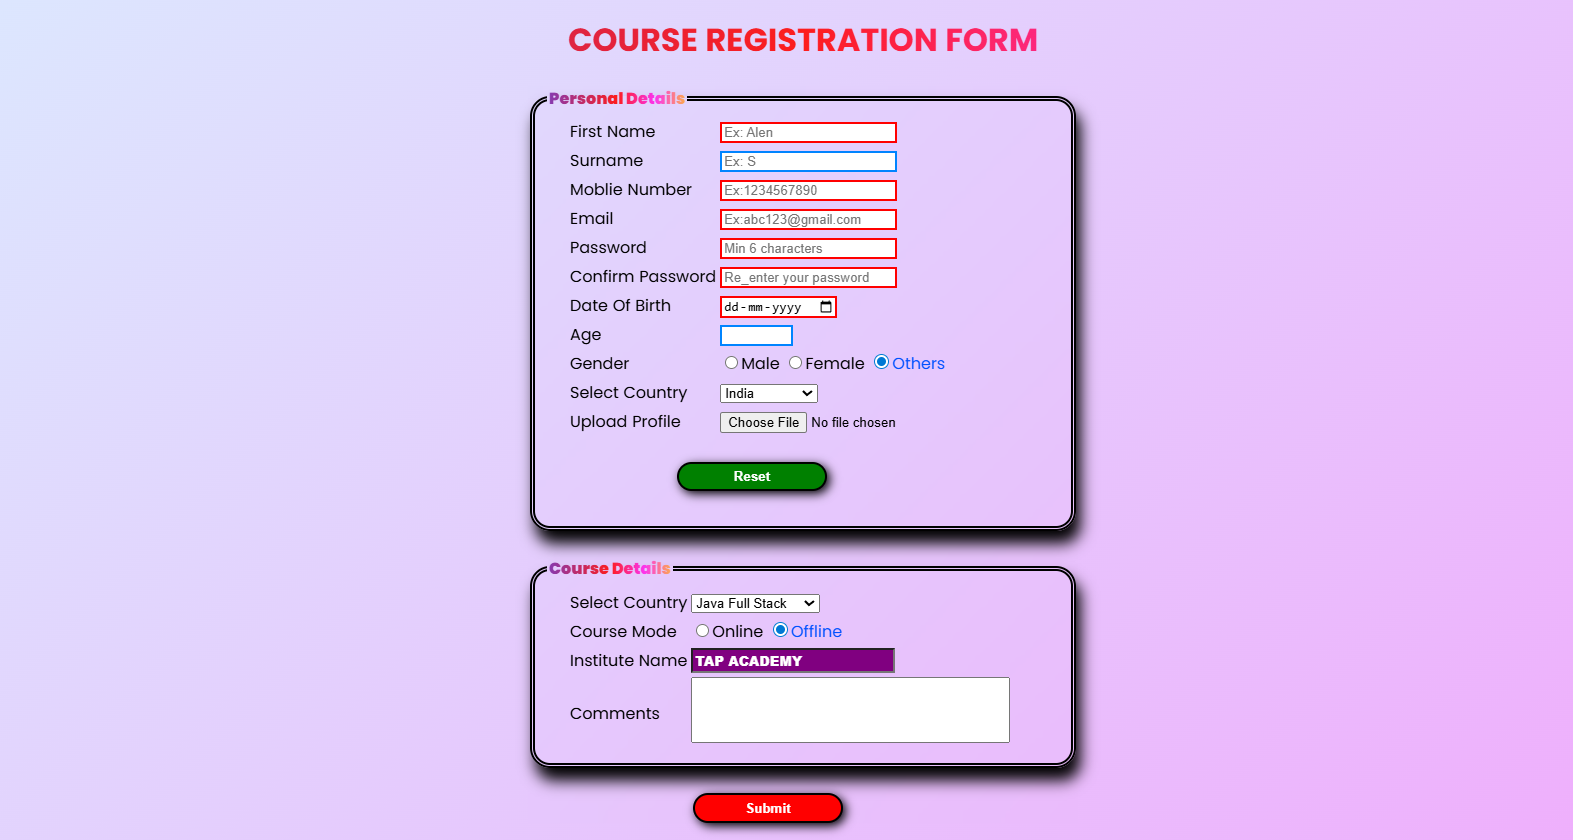 COURSE REGISTRATION FORM
Personal Details
First Name Ex: Alen
Surname Ex: S
Moblie Number Ex:1234567890
Email Ex:abc123@gmail.com
Password Min 6 characters
Confirm Password Re_enter your password
Date Of Birth dd-mm-yyyy
Age
Gender Male Female Others
Select Country India
Upload Profile Choose File No file chosen
Reset
Course Details
Select Country Java Full Stack
Course Mode Online Offline
Institute Name TAP ACADEMY
Comments
Submit